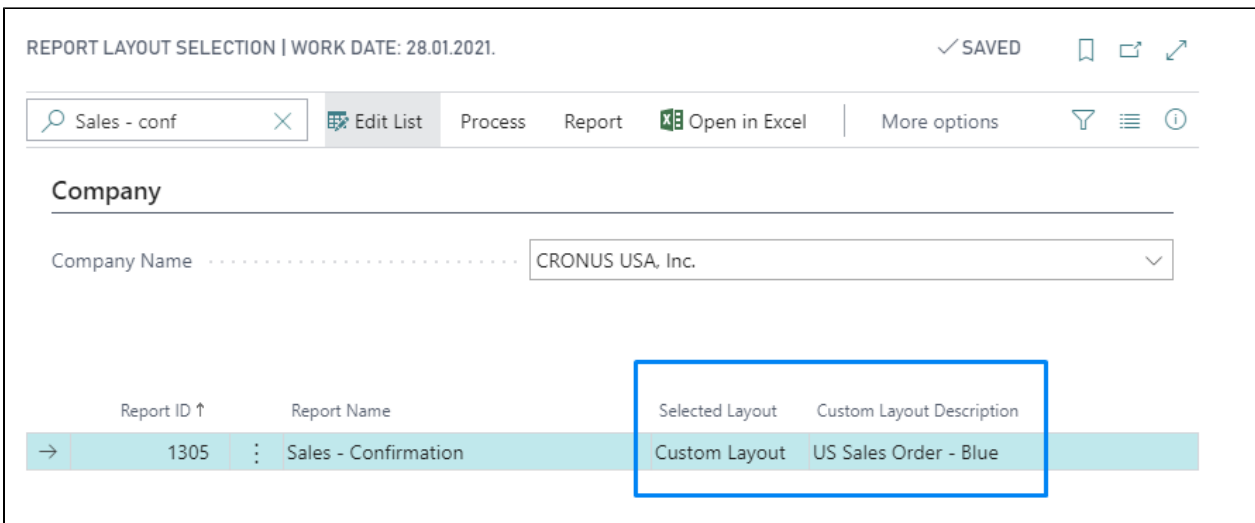 REPORT LAYOUT SELECTION | WORK DATE: 28.01.2021.
SAVED
Sales - conf
Edit List
Process
Report
Open in Excel
More options
Company
Company Name
CRONUS USA, Inc.
Report ID ↑
Report Name
Selected Layout
Custom Layout Description
1305
Sales - Confirmation
Custom Layout
US Sales Order - Blue